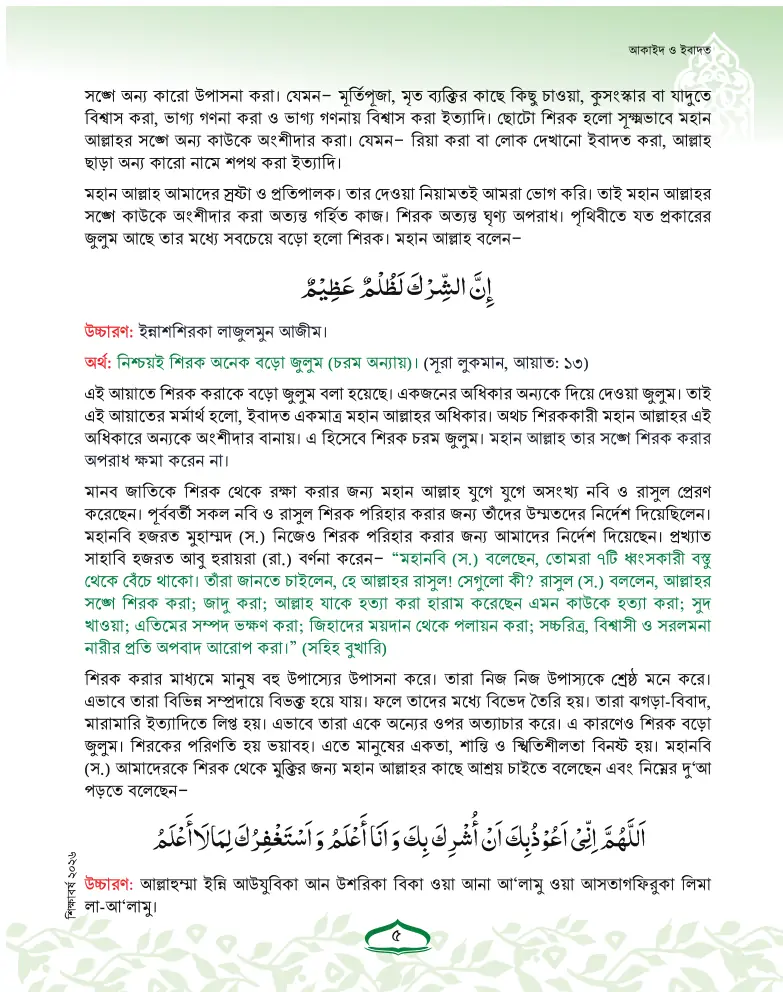 আকাইদ ও ইবাদত
সঙ্গে অন্য কারো উপাসনা করা। যেমন– মূর্তিপূজা, মৃত ব্যক্তির কাছে কিছু চাওয়া, কুসংস্কার বা যাদুতে
বিশ্বাস করা, ভাগ্য গণনা করা ও ভাগ্য গণনায় বিশ্বাস করা ইত্যাদি। ছোটো শিরক হলো সূক্ষ্মভাবে মহান
আল্লাহর সঙ্গে অন্য কাউকে অংশীদার করা। যেমন– রিয়া করা বা লোক দেখানো ইবাদত করা, আল্লাহ
ছাড়া অন্য কারো নামে শপথ করা ইত্যাদি।
মহান আল্লাহ আমাদের স্রষ্টা ও প্রতিপালক। তার দেওয়া নিয়ামতই আমরা ভোগ করি। তাই মহান আল্লাহর
সঙ্গে কাউকে অংশীদার করা অত্যন্ত গর্হিত কাজ। শিরক অত্যন্ত ঘৃণ্য অপরাধ। পৃথিবীতে যত প্রকারের
জুলুম আছে তার মধ্যে সবচেয়ে বড়ো হলো শিরক। মহান আল্লাহ বলেন–
إِنَّ الشِّرْكَ لَظُلْمٌ عَظِيْمٌ
উচ্চারণ: ইন্নাশশিরকা লাজুলমুন আজীম।
অর্থ: নিশ্চয়ই শিরক অনেক বড়ো জুলুম (চরম অন্যায়)। (সূরা লুকমান, আয়াত: ১৩)
এই আয়াতে শিরক করাকে বড়ো জুলুম বলা হয়েছে। একজনের অধিকার অন্যকে দিয়ে দেওয়া জুলুম। তাই
এই আয়াতের মর্মার্থ হলো, ইবাদত একমাত্র মহান আল্লাহর অধিকার। অথচ শিরককারী মহান আল্লাহর এই
অধিকারে অন্যকে অংশীদার বানায়। এ হিসেবে শিরক চরম জুলুম। মহান আল্লাহ তার সঙ্গে শিরক করার
অপরাধ ক্ষমা করেন না।
মানব জাতিকে শিরক থেকে রক্ষা করার জন্য মহান আল্লাহ যুগে যুগে অসংখ্য নবি ও রাসুল প্রেরণ
করেছেন। পূর্ববর্তী সকল নবি ও রাসুল শিরক পরিহার করার জন্য তাঁদের উম্মতদের নির্দেশ দিয়েছিলেন।
মহানবি হজরত মুহাম্মদ (স.) নিজেও শিরক পরিহার করার জন্য আমাদের নির্দেশ দিয়েছেন। প্রখ্যাত
সাহাবি হজরত আবু হুরায়রা (রা.) বর্ণনা করেন– “মহানবি (স.) বলেছেন, তোমরা ৭টি ধ্বংসকারী বস্তু
থেকে বেঁচে থাকো। তাঁরা জানতে চাইলেন, হে আল্লাহর রাসুল! সেগুলো কী? রাসুল (স.) বললেন, আল্লাহর
সঙ্গে শিরক করা; জাদু করা; আল্লাহ যাকে হত্যা করা হারাম করেছেন এমন কাউকে হত্যা করা; সুদ
খাওয়া; এতিমের সম্পদ ভক্ষণ করা; জিহাদের ময়দান থেকে পলায়ন করা; সচ্চরিত্র, বিশ্বাসী ও সরলমনা
নারীর প্রতি অপবাদ আরোপ করা।” (সহিহ বুখারি)
শিরক করার মাধ্যমে মানুষ বহু উপাস্যের উপাসনা করে। তারা নিজ নিজ উপাস্যকে শ্রেষ্ঠ মনে করে।
এভাবে তারা বিভিন্ন সম্প্রদায়ে বিভক্ত হয়ে যায়। ফলে তাদের মধ্যে বিভেদ তৈরি হয়। তারা ঝগড়া-বিবাদ,
মারামারি ইত্যাদিতে লিপ্ত হয়। এভাবে তারা একে অন্যের ওপর অত্যাচার করে। এ কারণেও শিরক বড়ো
জুলুম। শিরকের পরিণতি হয় ভয়াবহ। এতে মানুষের একতা, শান্তি ও স্থিতিশীলতা বিনষ্ট হয়। মহানবি
(স.) আমাদেরকে শিরক থেকে মুক্তির জন্য মহান আল্লাহর কাছে আশ্রয় চাইতে বলেছেন এবং নিম্নের দু‘আ
পড়তে বলেছেন–
اَللّٰهُمَّ اِنِّيْ اَعُوْذُبِكَ اَنْ أُشْرِكَ بِكَ وَ اَنَا أَعْلَمُ وَ اَسْتَغْفِرُكَ لِمَا لَا أَعْلَمُ
উচ্চারণ: আল্লাহুম্মা ইন্নি আউযুবিকা আন উশরিকা বিকা ওয়া আনা আ‘লামু ওয়া আসতাগফিরুকা লিমা
লা-আ‘লামু।
শিক্ষাবর্ষ ২০২৬
৫